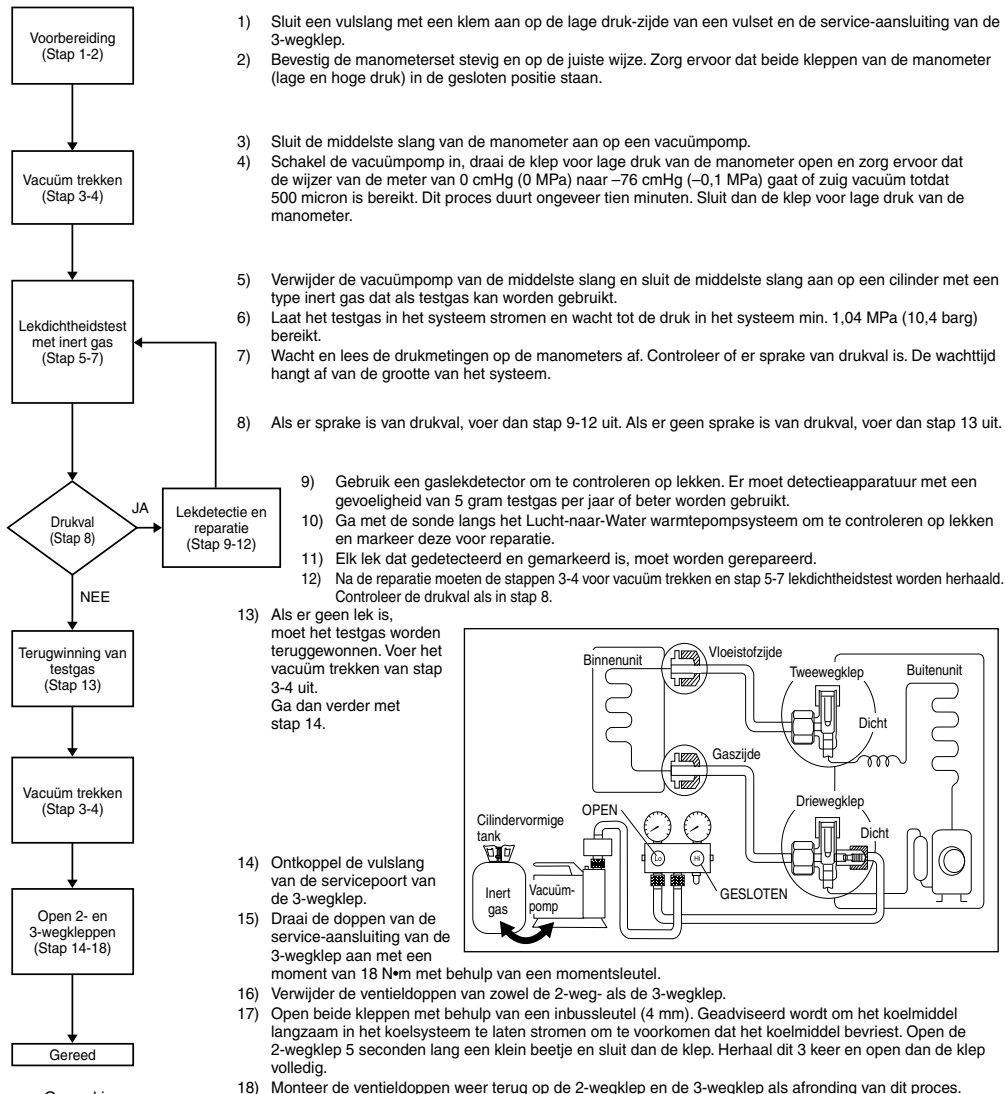 Voorbereiding
(Stap 1-2)
1) Sluit een vulslang met een klem aan op de lage druk-zijde van een vulset en de service-aansluiting van de
3-wegklep.
2) Bevestig de manometerset stevig en op de juiste wijze. Zorg ervoor dat beide kleppen van de manometer
(lage en hoge druk) in de gesloten positie staan.
Vacuüm trekken
(Stap 3-4)
3) Sluit de middelste slang van de manometer aan op een vacuümpomp.
4) Schakel de vacuümpomp in, draai de klep voor lage druk van de manometer open en zorg ervoor dat
de wijzer van de meter van 0 cmHg (0 MPa) naar –76 cmHg (–0,1 MPa) gaat of zuig vacuüm totdat
500 micron is bereikt. Dit proces duurt ongeveer tien minuten. Sluit dan de klep voor lage druk van de
manometer.
Lekdichtheidstest
met inert gas
(Stap 5-7)
5) Verwijder de vacuümpomp van de middelste slang en sluit de middelste slang aan op een cilinder met een
type inert gas dat als testgas kan worden gebruikt.
6) Laat het testgas in het systeem stromen en wacht tot de druk in het systeem min. 1,04 MPa (10,4 barg)
bereikt.
7) Wacht en lees de drukmetingen op de manometers af. Controleer of er sprake van drukval is. De wachttijd
hangt af van de grootte van het systeem.
8) Als er sprake is van drukval, voer dan stap 9-12 uit. Als er geen sprake is van drukval, voer dan stap 13 uit.
Drukval
(Stap 8)
JA
NEE
Lekdetectie en
reparatie
(Stap 9-12)
9) Gebruik een gaslekdetector om te controleren op lekken. Er moet detectieapparatuur met een
gevoeligheid van 5 gram testgas per jaar of beter worden gebruikt.
10) Ga met de sonde langs het Lucht-naar-Water warmtepompsysteem om te controleren op lekken
en markeer deze voor reparatie.
11) Elk lek dat gedetecteerd en gemarkeerd is, moet worden gerepareerd.
12) Na de reparatie moeten de stappen 3-4 voor vacuüm trekken en stap 5-7 lekdichtheidstest worden herhaald.
Controleer de drukval als in stap 8.
Terugwinning van
testgas
(Stap 13)
13) Als er geen lek is,
moet het testgas worden
teruggewonnen. Voer het
vacuüm trekken van stap
3-4 uit.
Ga dan verder met
stap 14.
Binnenunit
Vloeistofzijde
Tweewegklep
Buitenunit
Dicht
Gaszijde
Driewegklep
Dicht
OPEN
Cilindervormige
tank
Lo
Hi
GESLOTEN
Inert
gas
Vacuüm-
pomp
Vacuüm trekken
(Stap 3-4)
Open 2- en
3-wegkleppen
(Stap 14-18)
14) Ontkoppel de vulslang
van de servicepoort van
de 3-wegklep.
15) Draai de doppen van de
service-aansluiting van de
3-wegklep aan met een
moment van 18 N•m met behulp van een momentsleutel.
16) Verwijder de ventieldoppen van zowel de 2-weg- als de 3-wegklep.
17) Open beide kleppen met behulp van een inbussleutel (4 mm). Geadviseerd wordt om het koelmiddel
langzaam in het koelsysteem te laten stromen om te voorkomen dat het koelmiddel bevriest. Open de
2-wegklep 5 seconden lang een klein beetje en sluit dan de klep. Herhaal dit 3 keer en open dan de klep
volledig.
Gereed
18) Monteer de ventieldoppen weer terug op de 2-wegklep en de 3-wegklep als afronding van dit proces.